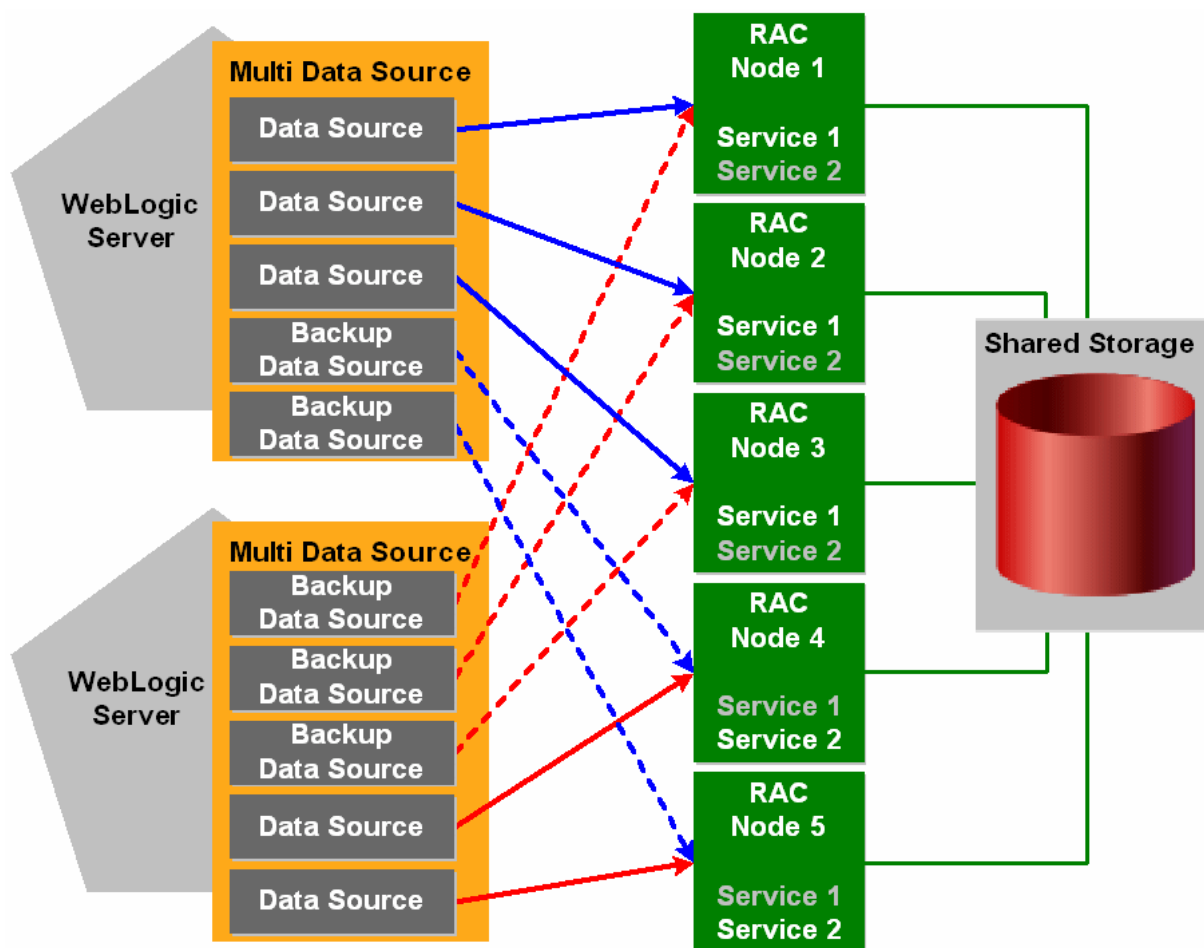 WebLogic
Server
Multi Data Source
Data Source
Data Source
Data Source
Backup
Data Source
Backup
Data Source
WebLogic
Server
Multi Data Source
Backup
Data Source
Backup
Data Source
Backup
Data Source
Data Source
Data Source
RAC
Node 1
Service 1
Service 2
RAC
Node 2
Service 1
Service 2
RAC
Node 3
Service 1
Service 2
RAC
Node 4
Service 1
Service 2
RAC
Node 5
Service 1
Service 2
Shared Storage